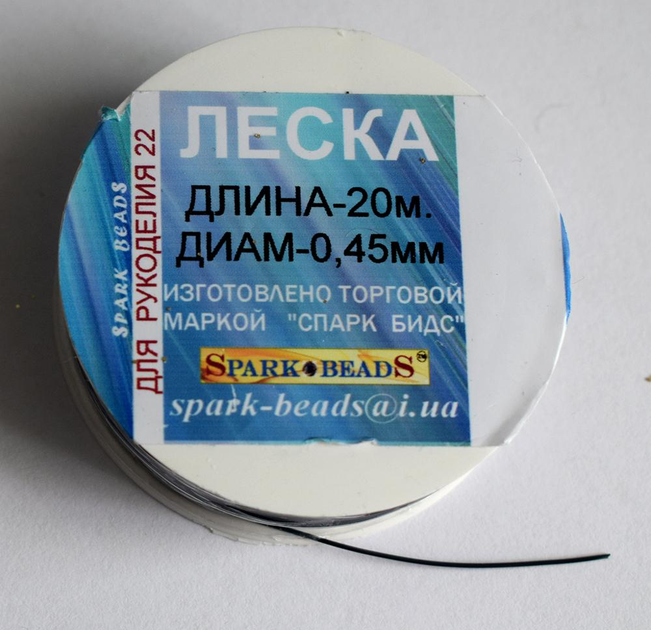 SPARK BEADS
ДЛЯ РУКОДЕЛИЯ 22
ЛЕСКА
ДЛИНА-20м.
ДИАМ-0,45мм
ИЗГОТОВЛЕНО ТОРГОВОЙ
МАРКОЙ "СПАРК БИДС"
SPARK BEADS
spark-beads@i.ua